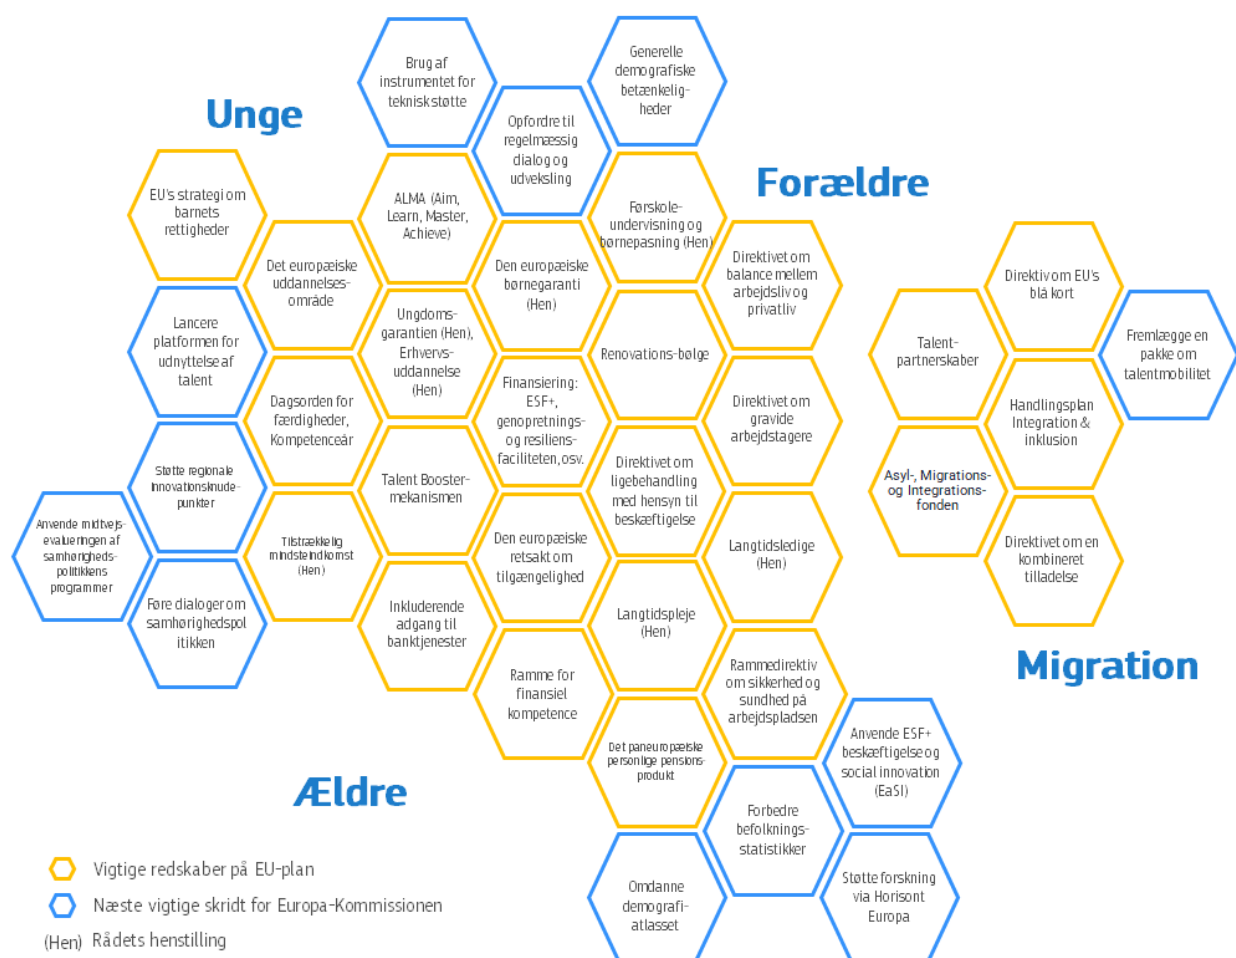 Unge
Forældre
Ældre
Migration
Brug af
instrumentet for
teknisk støtte
Generelle
demografiske
betænkelig-
heder
Opfordre til
regelmæssig
dialog og
udveksling
EU's strategi om
barnets
rettigheder
ALMA (Aim,
Learn, Master,
Achieve)
Førskole-
undervisning og
børnepasning (Hen)
Det europæiske
uddannelses-
område
Den europæiske
børnegaranti
(Hen)
Direktivet om
balance mellem
arbejdsliv og
privatliv
Lancere
platformen for
udnyttelse af
talent
Ungdoms-
garantien (Hen),
Erhvervs-
uddannelse
(Hen)
Renovations-bølge
Dagsorden for
færdigheder,
Kompetenceår
Finansiering:
ESF+,
genopretnings-
og resiliens-
faciliteten, osv.
Direktivet om
gravide
arbejdstagere
Støtte regionale
innovationsknude-
punkter
Talent Booster-
mekanismen
Direktivet om
ligebehandling
med hensyn til
beskæftigelse
Anvende midtvejs-
evalueringen af
samhørigheds-
politikkens
programmer
Tilstrækkelig
mindsteindkomst
(Hen)
Den europæiske
retsakt om
tilgængelighed
Langtidsledige
(Hen)
Føre dialoger om
samhørighedspol
itikken
Inkluderende
adgang til
banktjenester
Langtidspleje
(Hen)
Ramme for
finansiel
kompetence
Rammedirektiv
om sikkerhed og
sundhed på
arbejdspladsen
Det paneuropæiske
personlige pensions-
produkt
Anvende ESF+
beskæftigelse og
social innovation
(EaSI)
Forbedre
befolknings-
statistikker
Omdanne
demografi-
atlasset
Støtte forskning
via Horisont
Europa
Direktiv om EU's
blå kort
Talent-
partnerskaber
Fremlægge en
pakke om
talentmobilitet
Handlingsplan
Integration &
inklusion
Asyl-, Migrations-
og Integrations-
fonden
Direktivet om en
kombineret
tilladelse
Vigtige redskaber på EU-plan
Næste vigtige skridt for Europa-Kommissionen
(Hen) Rådets henstilling